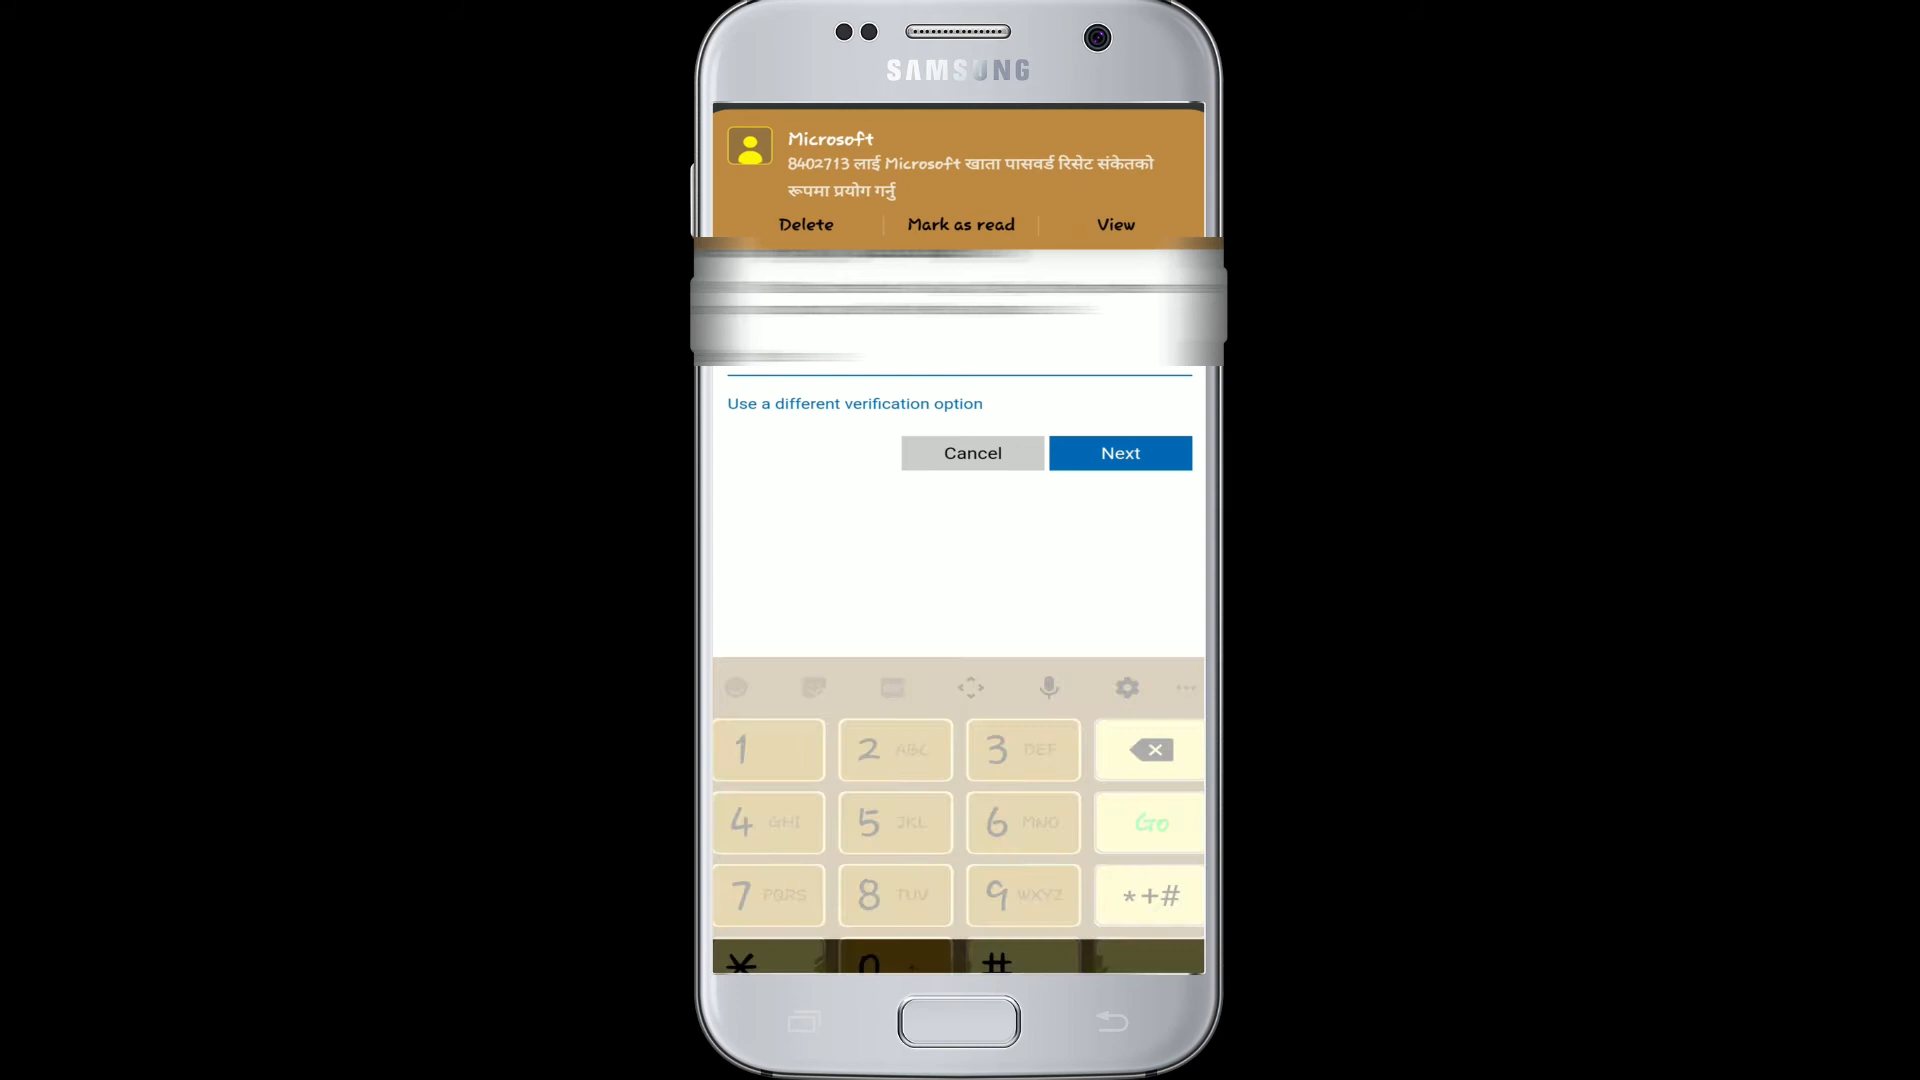 SAMSUNG
Microsoft
8402713 लाई Microsoft खाता पासवर्ड रिसेट संकेतको
रूपमा प्रयोग गर्नु
Delete Mark as read View
Use a different verification option
Cancel Next
1 2 ABC 3 DEF
4 GHI 5 JKL 6 MNO Go
7 PQRS 8 TUV 9 WXYZ *+#
* 0 + #